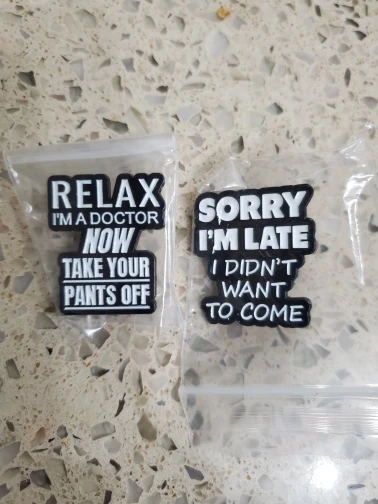 RELAX
I'M A DOCTOR
NOW
TAKE YOUR
PANTS OFF
SORRY
I'M LATE
I DIDN'T
WANT
TO COME